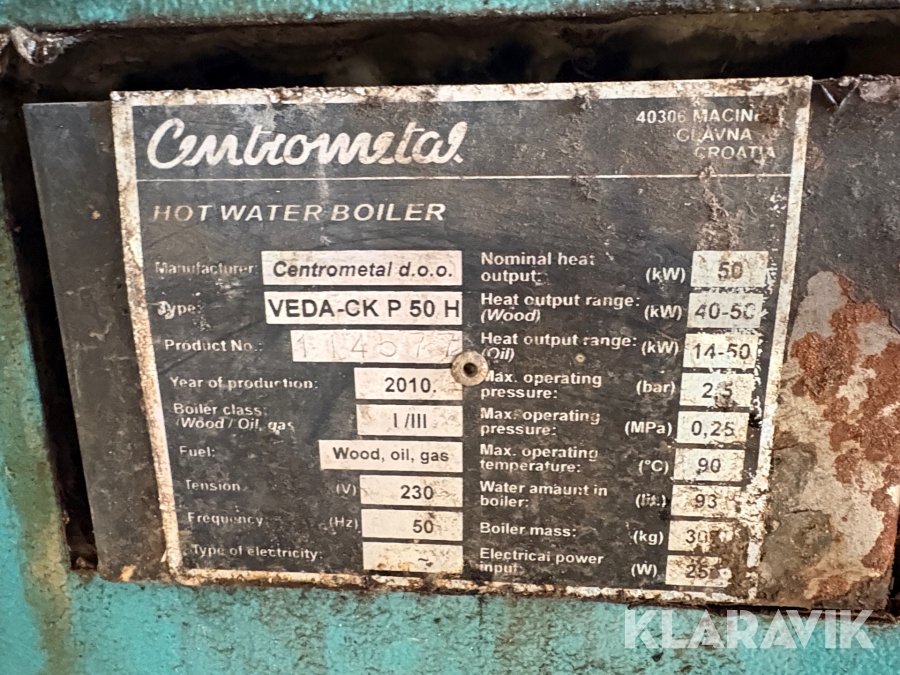 Centrometal
40306
GLAVNA
CROATIA
HOT WATER BOILER
Manufacturer: Centrometal d.o.o.
Type: VEDA-CK P 50 H
Product No.:
Year of production: 2010.
Boiler class: I /III
(Wood / Oil, gas
Fuel: Wood, oil, gas
Tension (V) 230
Frequency (Hz) 50
Type of electricity: ~
Nominal heat
output: (kW) 50
Heat output range:
(Wood) (kW)
Heat output range:
(Oil) (kW) 14-50
Max. operating
pressure: (bar) 2,5
Max. operating
pressure: (MPa) 0,25
Max. operating
temperature: (°C) 90
Water amaunt in
boiler: (lit.) 93
Boiler mass: (kg)
Electrical power
input: (W)
KLARAVIK